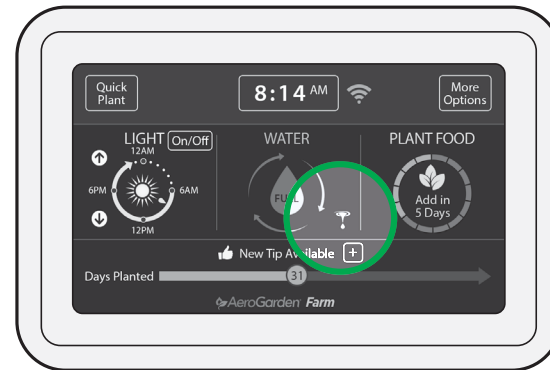 Quick
Plant
8:14 AM
More
Options
LIGHT On/Off
WATER
PLANT FOOD
12AM
6PM
6AM
12PM
FULL
Add in
5 Days
New Tip Available +
Days Planted
31
AeroGarden Farm